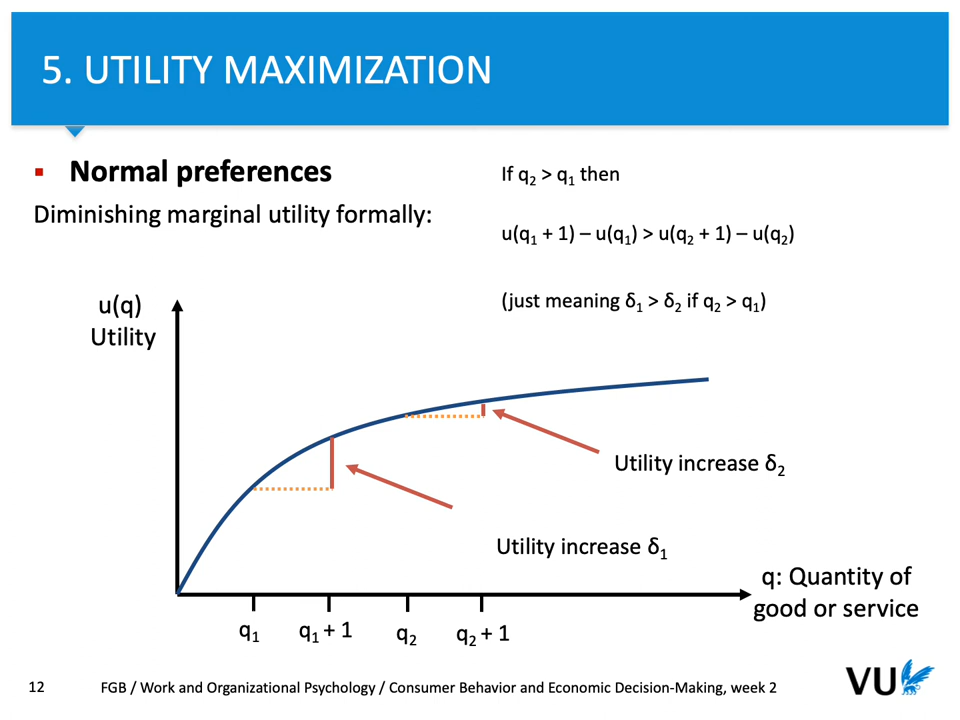 5. UTILITY MAXIMIZATION
▪ Normal preferences
Diminishing marginal utility formally:
If q₂ > q₁ then
u(q₁ + 1) – u(q₁) > u(q₂ + 1) – u(q₂)
(just meaning δ₁ > δ₂ if q₂ > q₁)
u(q)
Utility
Utility increase δ₂
Utility increase δ₁
q: Quantity of
good or service
q₁ q₁ + 1 q₂ q₂ + 1
12 FGB / Work and Organizational Psychology / Consumer Behavior and Economic Decision-Making, week 2
VU